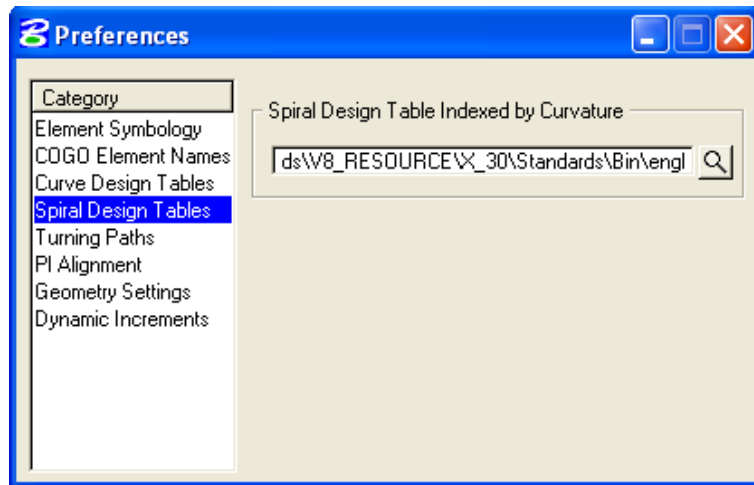 Preferences
Category
Element Symbology
COGO Element Names
Curve Design Tables
Spiral Design Tables
Turning Paths
PI Alignment
Geometry Settings
Dynamic Increments
Spiral Design Table Indexed by Curvature
ds\V8_RESOURCE\X_30\Standards\Bin\engl